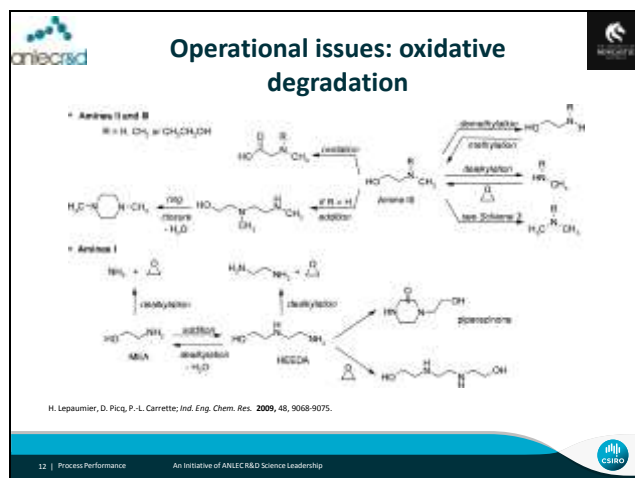 anlecr&d
Operational issues: oxidative
degradation
Amines II and III
R = H, CH3 or CH2CH2OH
oxidation
demethylation
methylation
dealkylation
see Scheme 2
Amine III
if R = H
addition
ring
closure
- H2O
Amines I
NH3 +
dealkylation
dealkylation
MEA
addition
dealkylation
- H2O
HEEDA
piperazinone
H. Lepaumier, D. Picq, P.-L. Carrette; Ind. Eng. Chem. Res. 2009, 48, 9068-9075.
12 | Process Performance An Initiative of ANLEC R&D Science Leadership
CSIRO